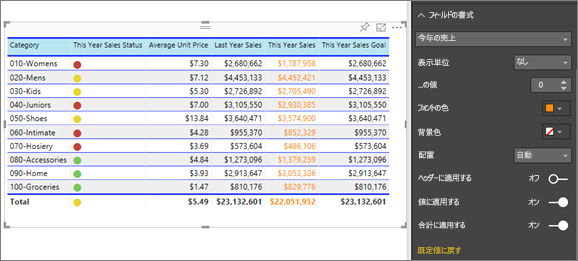 Category This Year Sales Status Average Unit Price Last Year Sales This Year Sales This Year Sales Goal
010-Womens $7.30 $2,680,662 $1,787,958 $2,680,662
020-Mens $7.12 $4,453,133 $4,452,421 $4,453,133
030-Kids $5.30 $2,726,892 $2,705,490 $2,726,892
040-Juniors $7.00 $3,105,550 $2,930,385 $3,105,550
050-Shoes $13.84 $3,640,471 $3,574,900 $3,640,471
060-Intimate $4.28 $955,370 $852,329 $955,370
070-Hosiery $3.69 $573,604 $486,106 $573,604
080-Accessories $4.84 $1,273,096 $1,379,259 $1,273,096
090-Home $3.93 $2,913,647 $3,053,326 $2,913,647
100-Groceries $1.47 $810,176 $829,776 $810,176
Total $5.49 $23,132,601 $22,051,952 $23,132,601
フィールドの書式
今年の売上
表示単位 なし
...の値 0
フォントの色
背景色
配置 自動
ヘッダーに適用する オフ
値に適用する オン
合計に適用する オン
既定値に戻す